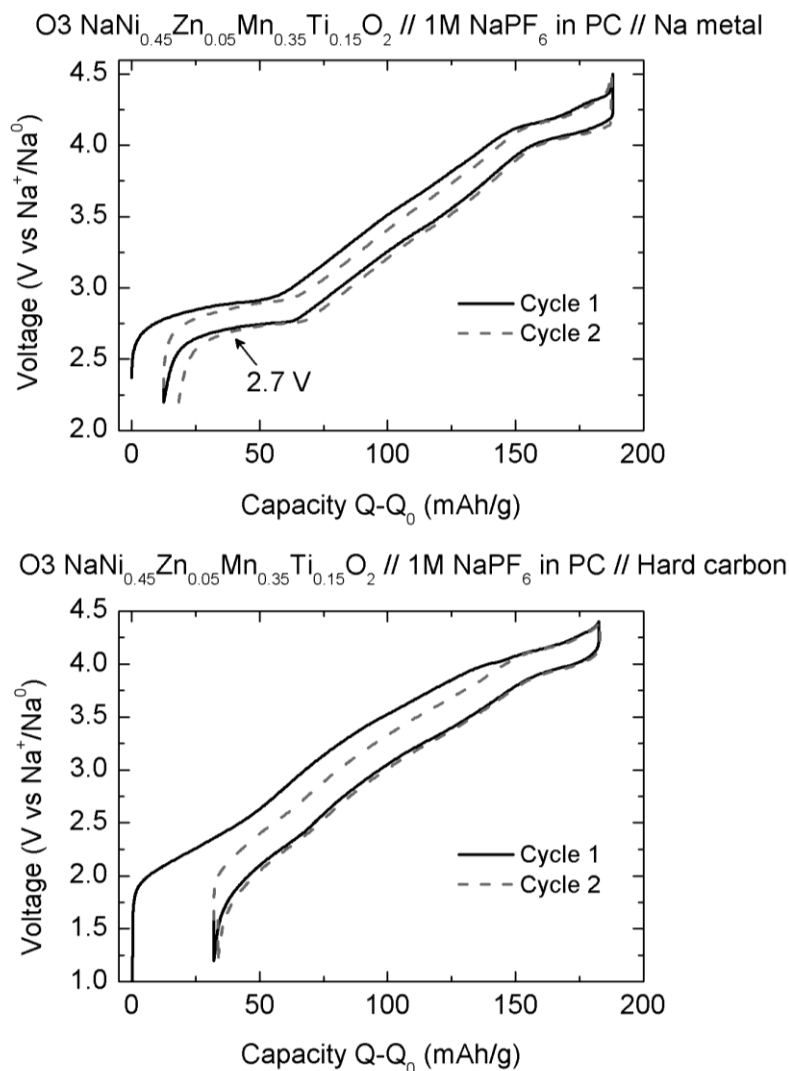 O3 NaNi₀.₄₅Zn₀.₀₅Mn₀.₃₅Ti₀.₁₅O₂ // 1M NaPF₆ in PC // Na metal
4.5
4.0
3.5
3.0
2.5
2.0
Voltage (V vs Na⁺/Na⁰)
Cycle 1
Cycle 2
2.7 V
0 50 100 150 200
Capacity Q-Q₀ (mAh/g)
O3 NaNi₀.₄₅Zn₀.₀₅Mn₀.₃₅Ti₀.₁₅O₂ // 1M NaPF₆ in PC // Hard carbon
4.5
4.0
3.5
3.0
2.5
2.0
1.5
1.0
Voltage (V vs Na⁺/Na⁰)
Cycle 1
Cycle 2
0 50 100 150 200
Capacity Q-Q₀ (mAh/g)